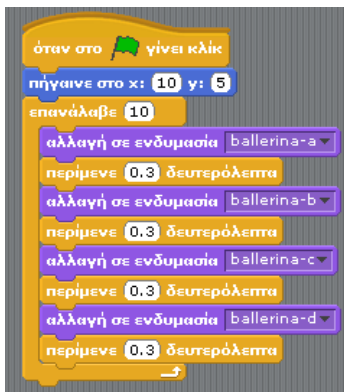 όταν στο γίνει κλικ
πήγαινε στο x: 10 y: 5
επανάλαβε 10
αλλαγή σε ενδυμασία ballerina-a
περίμενε 0.3 δευτερόλεπτα
αλλαγή σε ενδυμασία ballerina-b
περίμενε 0.3 δευτερόλεπτα
αλλαγή σε ενδυμασία ballerina-c
περίμενε 0.3 δευτερόλεπτα
αλλαγή σε ενδυμασία ballerina-d
περίμενε 0.3 δευτερόλεπτα